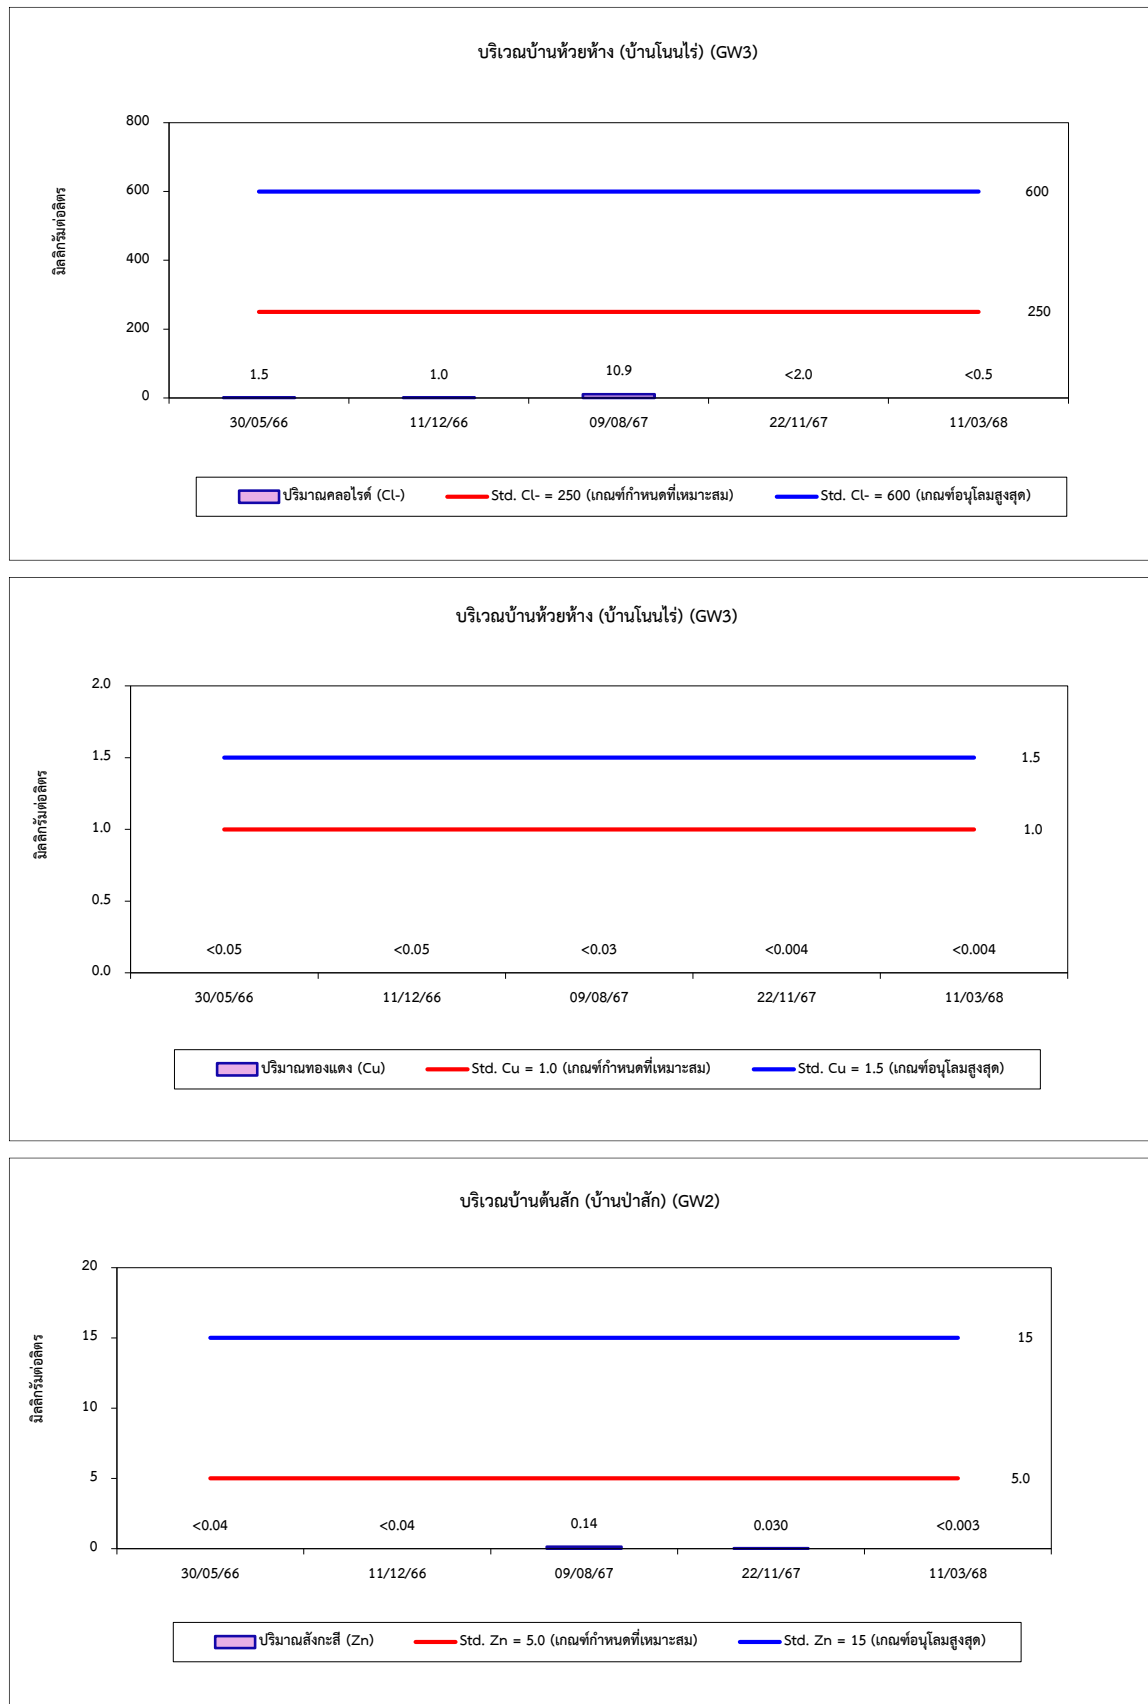 บริเวณบ้านห้วยห้าง (บ้านโนนไร่) (GW3)
มิลลิกรัมต่อลิตร
800
600
400
200
0
600
250
1.5 1.0 10.9 <2.0 <0.5
30/05/66 11/12/66 09/08/67 22/11/67 11/03/68
ปริมาณคลอไรด์ (Cl-) Std. Cl- = 250 (เกณฑ์กำหนดที่เหมาะสม) Std. Cl- = 600 (เกณฑ์อนุโลมสูงสุด)
บริเวณบ้านห้วยห้าง (บ้านโนนไร่) (GW3)
มิลลิกรัมต่อลิตร
2.0
1.5
1.0
0.5
0.0
1.5
1.0
<0.05 <0.05 <0.03 <0.004 <0.004
30/05/66 11/12/66 09/08/67 22/11/67 11/03/68
ปริมาณทองแดง (Cu) Std. Cu = 1.0 (เกณฑ์กำหนดที่เหมาะสม) Std. Cu = 1.5 (เกณฑ์อนุโลมสูงสุด)
บริเวณบ้านต้นสัก (บ้านป่าสัก) (GW2)
มิลลิกรัมต่อลิตร
20
15
10
5
0
15
5.0
<0.04 <0.04 0.14 0.030 <0.003
30/05/66 11/12/66 09/08/67 22/11/67 11/03/68
ปริมาณสังกะสี (Zn) Std. Zn = 5.0 (เกณฑ์กำหนดที่เหมาะสม) Std. Zn = 15 (เกณฑ์อนุโลมสูงสุด)